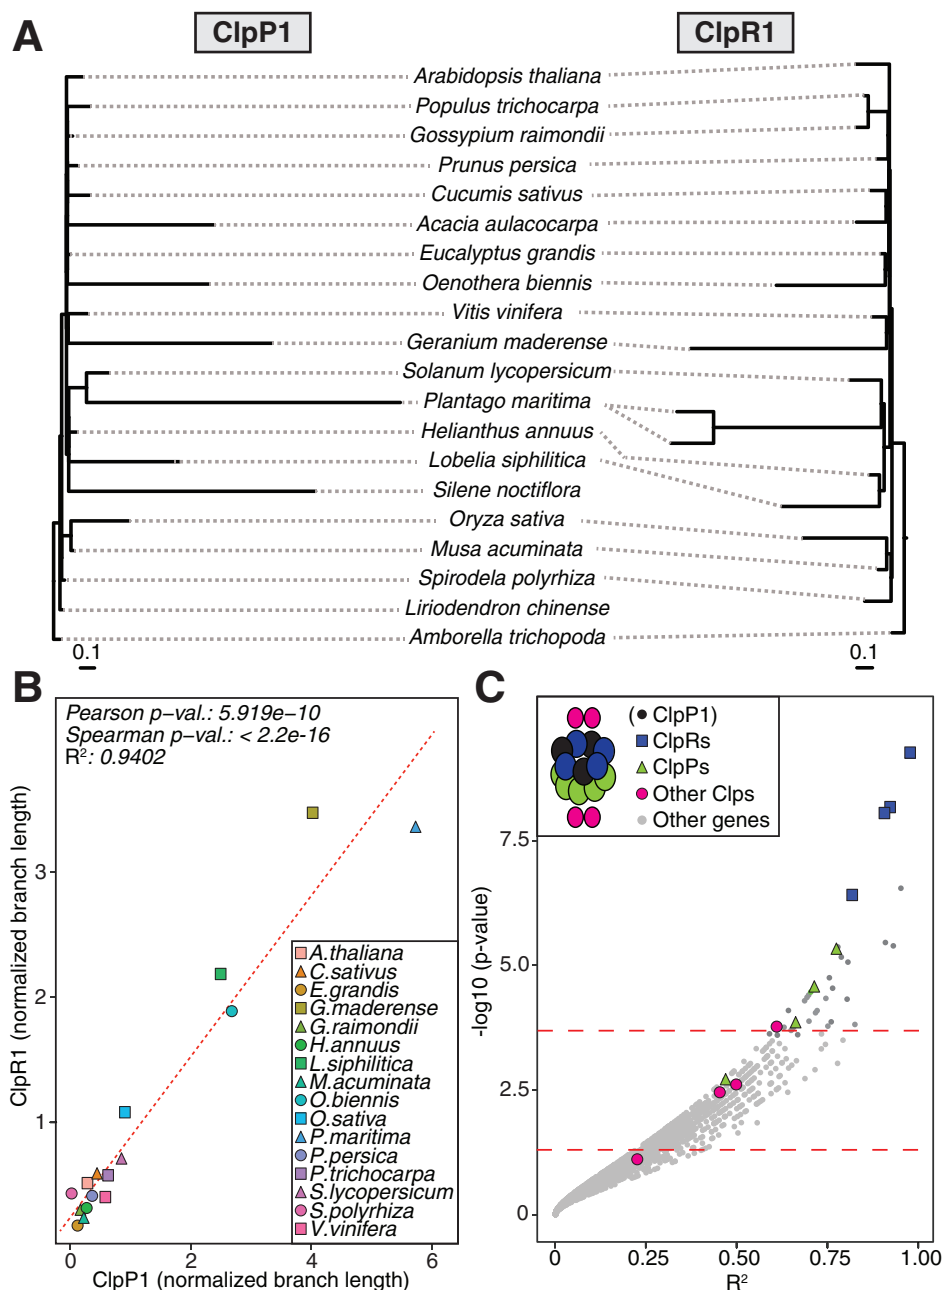 A
ClpP1
ClpR1
Arabidopsis thaliana
Populus trichocarpa
Gossypium raimondii
Prunus persica
Cucumis sativus
Acacia aulacocarpa
Eucalyptus grandis
Oenothera biennis
Vitis vinifera
Geranium maderense
Solanum lycopersicum
Plantago maritima
Helianthus annuus
Lobelia siphilitica
Silene noctiflora
Oryza sativa
Musa acuminata
Spirodela polyrhiza
Liriodendron chinense
Amborella trichopoda
0.1
0.1
B
Pearson p-val.: 5.919e-10
Spearman p-val.: < 2.2e-16
R²: 0.9402
ClpR1 (normalized branch length)
3
2
1
A.thaliana
C.sativus
E.grandis
G.maderense
G.raimondii
H.annuus
L.siphilitica
M.acuminata
O.biennis
O.sativa
P.maritima
P.persica
P.trichocarpa
S.lycopersicum
S.polyrhiza
V.vinifera
0 2 4 6
ClpP1 (normalized branch length)
C
(● ClpP1)
ClpRs
ClpPs
Other Clps
Other genes
-log10 (p-value)
7.5
5.0
2.5
0
0 0.25 0.50 0.75 1.00
R²